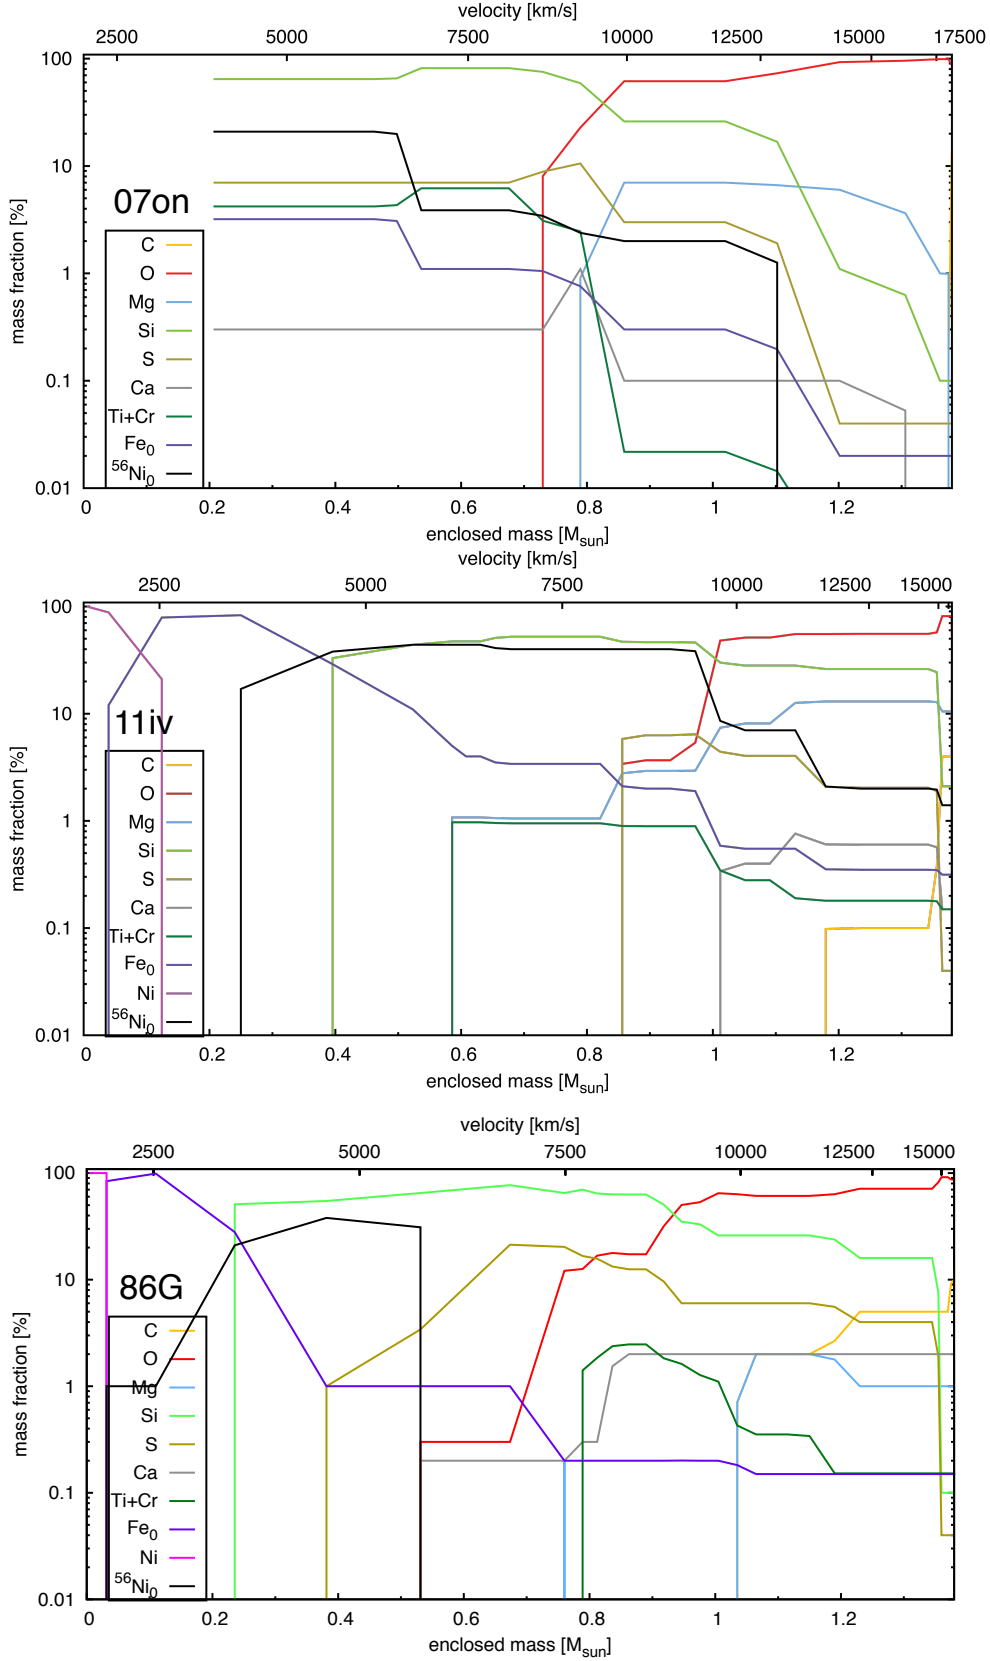 velocity [km/s]
2500 5000 7500 10000 12500 15000 17500
100
10
1
0.1
0.01
mass fraction [%]
07on
C
O
Mg
Si
S
Ca
Ti+Cr
Fe0
56Ni0
0 0.2 0.4 0.6 0.8 1 1.2
enclosed mass [Msun]
velocity [km/s]
2500 5000 7500 10000 12500 15000
100
10
1
0.1
0.01
mass fraction [%]
11iv
C
O
Mg
Si
S
Ca
Ti+Cr
Fe0
Ni
56Ni0
0 0.2 0.4 0.6 0.8 1 1.2
enclosed mass [Msun]
velocity [km/s]
2500 5000 7500 10000 12500 15000
100
10
1
0.1
0.01
mass fraction [%]
86G
C
O
Mg
Si
S
Ca
Ti+Cr
Fe0
Ni
56Ni0
0 0.2 0.4 0.6 0.8 1 1.2
enclosed mass [Msun]